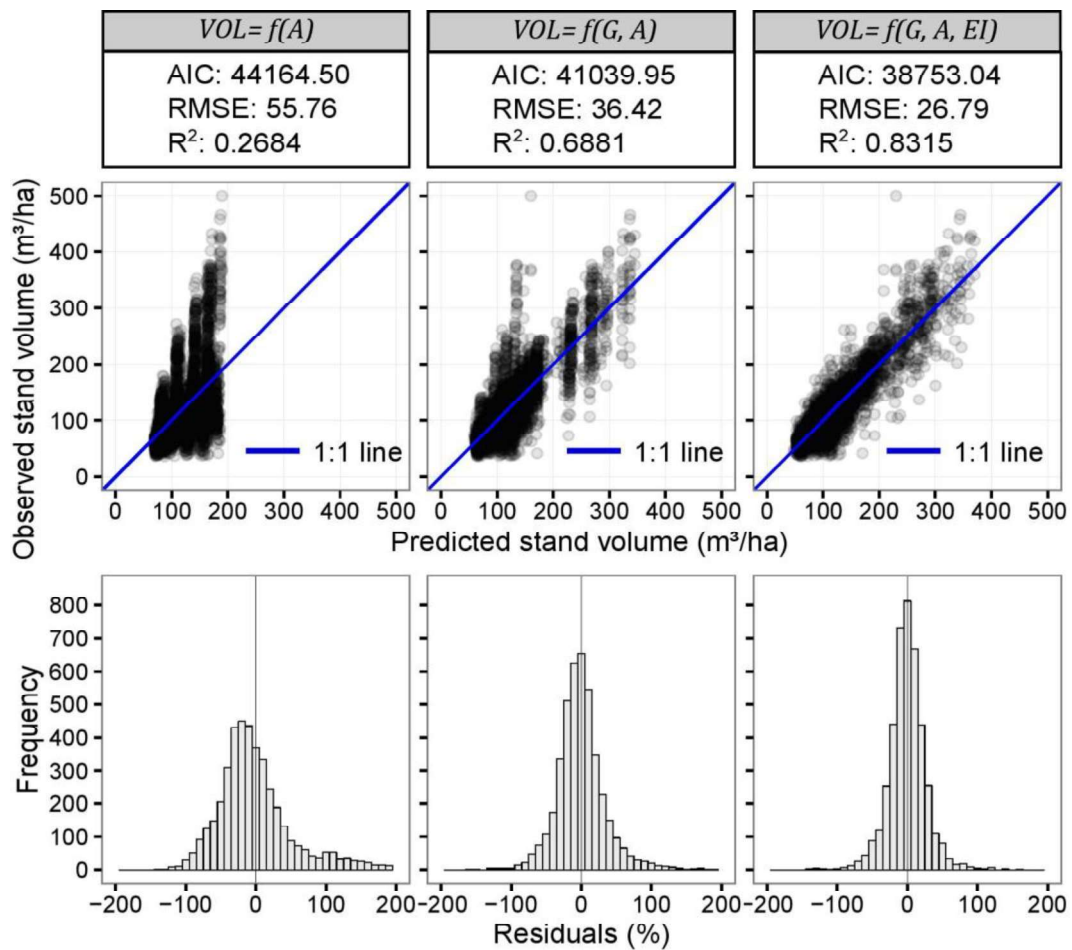 VOL= f(A)
AIC: 44164.50
RMSE: 55.76
R²: 0.2684
VOL= f(G, A)
AIC: 41039.95
RMSE: 36.42
R²: 0.6881
VOL= f(G, A, EI)
AIC: 38753.04
RMSE: 26.79
R²: 0.8315
Observed stand volume (m³/ha)
500
400
300
200
100
0
1:1 line
1:1 line
1:1 line
0 100 200 300 400 500
0 100 200 300 400 500
0 100 200 300 400 500
Predicted stand volume (m³/ha)
Frequency
800
700
600
500
400
300
200
100
0
−200 −100 0 100 200
−200 −100 0 100 200
−200 −100 0 100 200
Residuals (%)